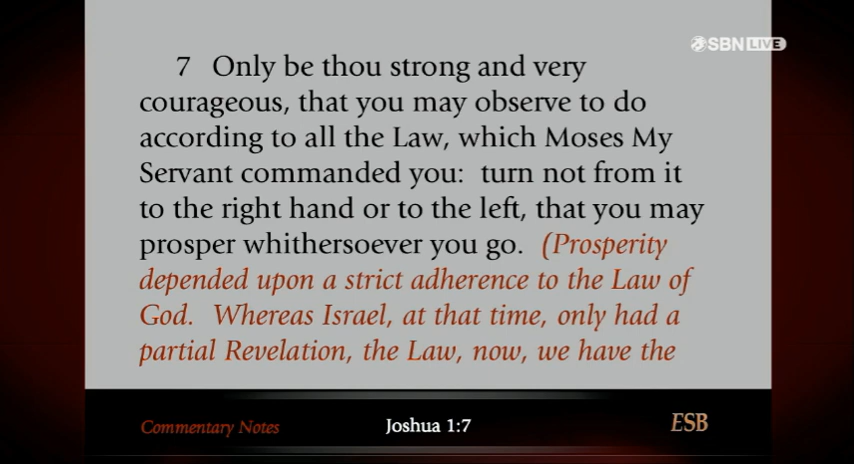 SBN LIVE
7 Only be thou strong and very
courageous, that you may observe to do
according to all the Law, which Moses My
Servant commanded you: turn not from it
to the right hand or to the left, that you may
prosper whithersoever you go. (Prosperity
depended upon a strict adherence to the Law of
God. Whereas Israel, at that time, only had a
partial Revelation, the Law, now, we have the
Commentary Notes
Joshua 1:7
ESB